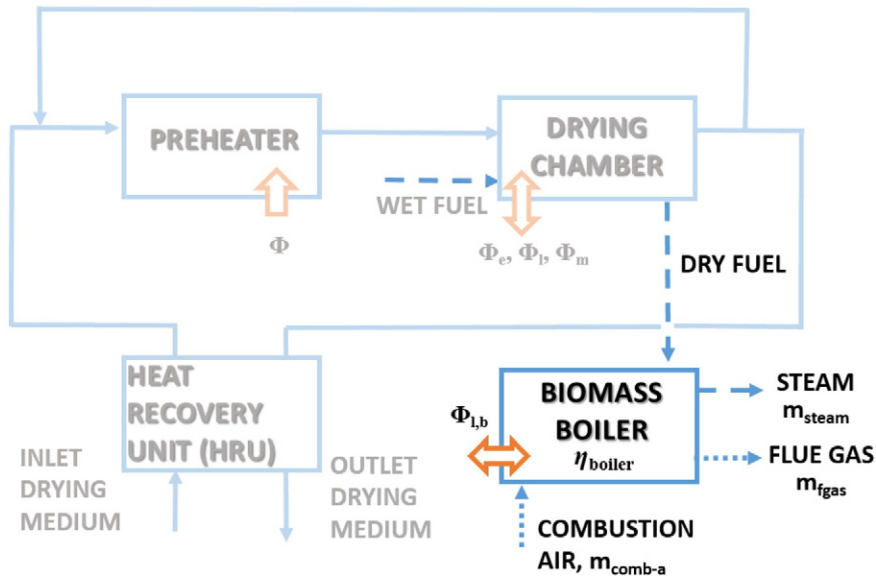 PREHEATER
Φ
DRYING
CHAMBER
WET FUEL
Φe, Φl, Φm
DRY FUEL
HEAT
RECOVERY
UNIT (HRU)
INLET
DRYING
MEDIUM
OUTLET
DRYING
MEDIUM
Φl,b
BIOMASS
BOILER
ηboiler
STEAM
msteam
FLUE GAS
mfgas
COMBUSTION
AIR, mcomb-a